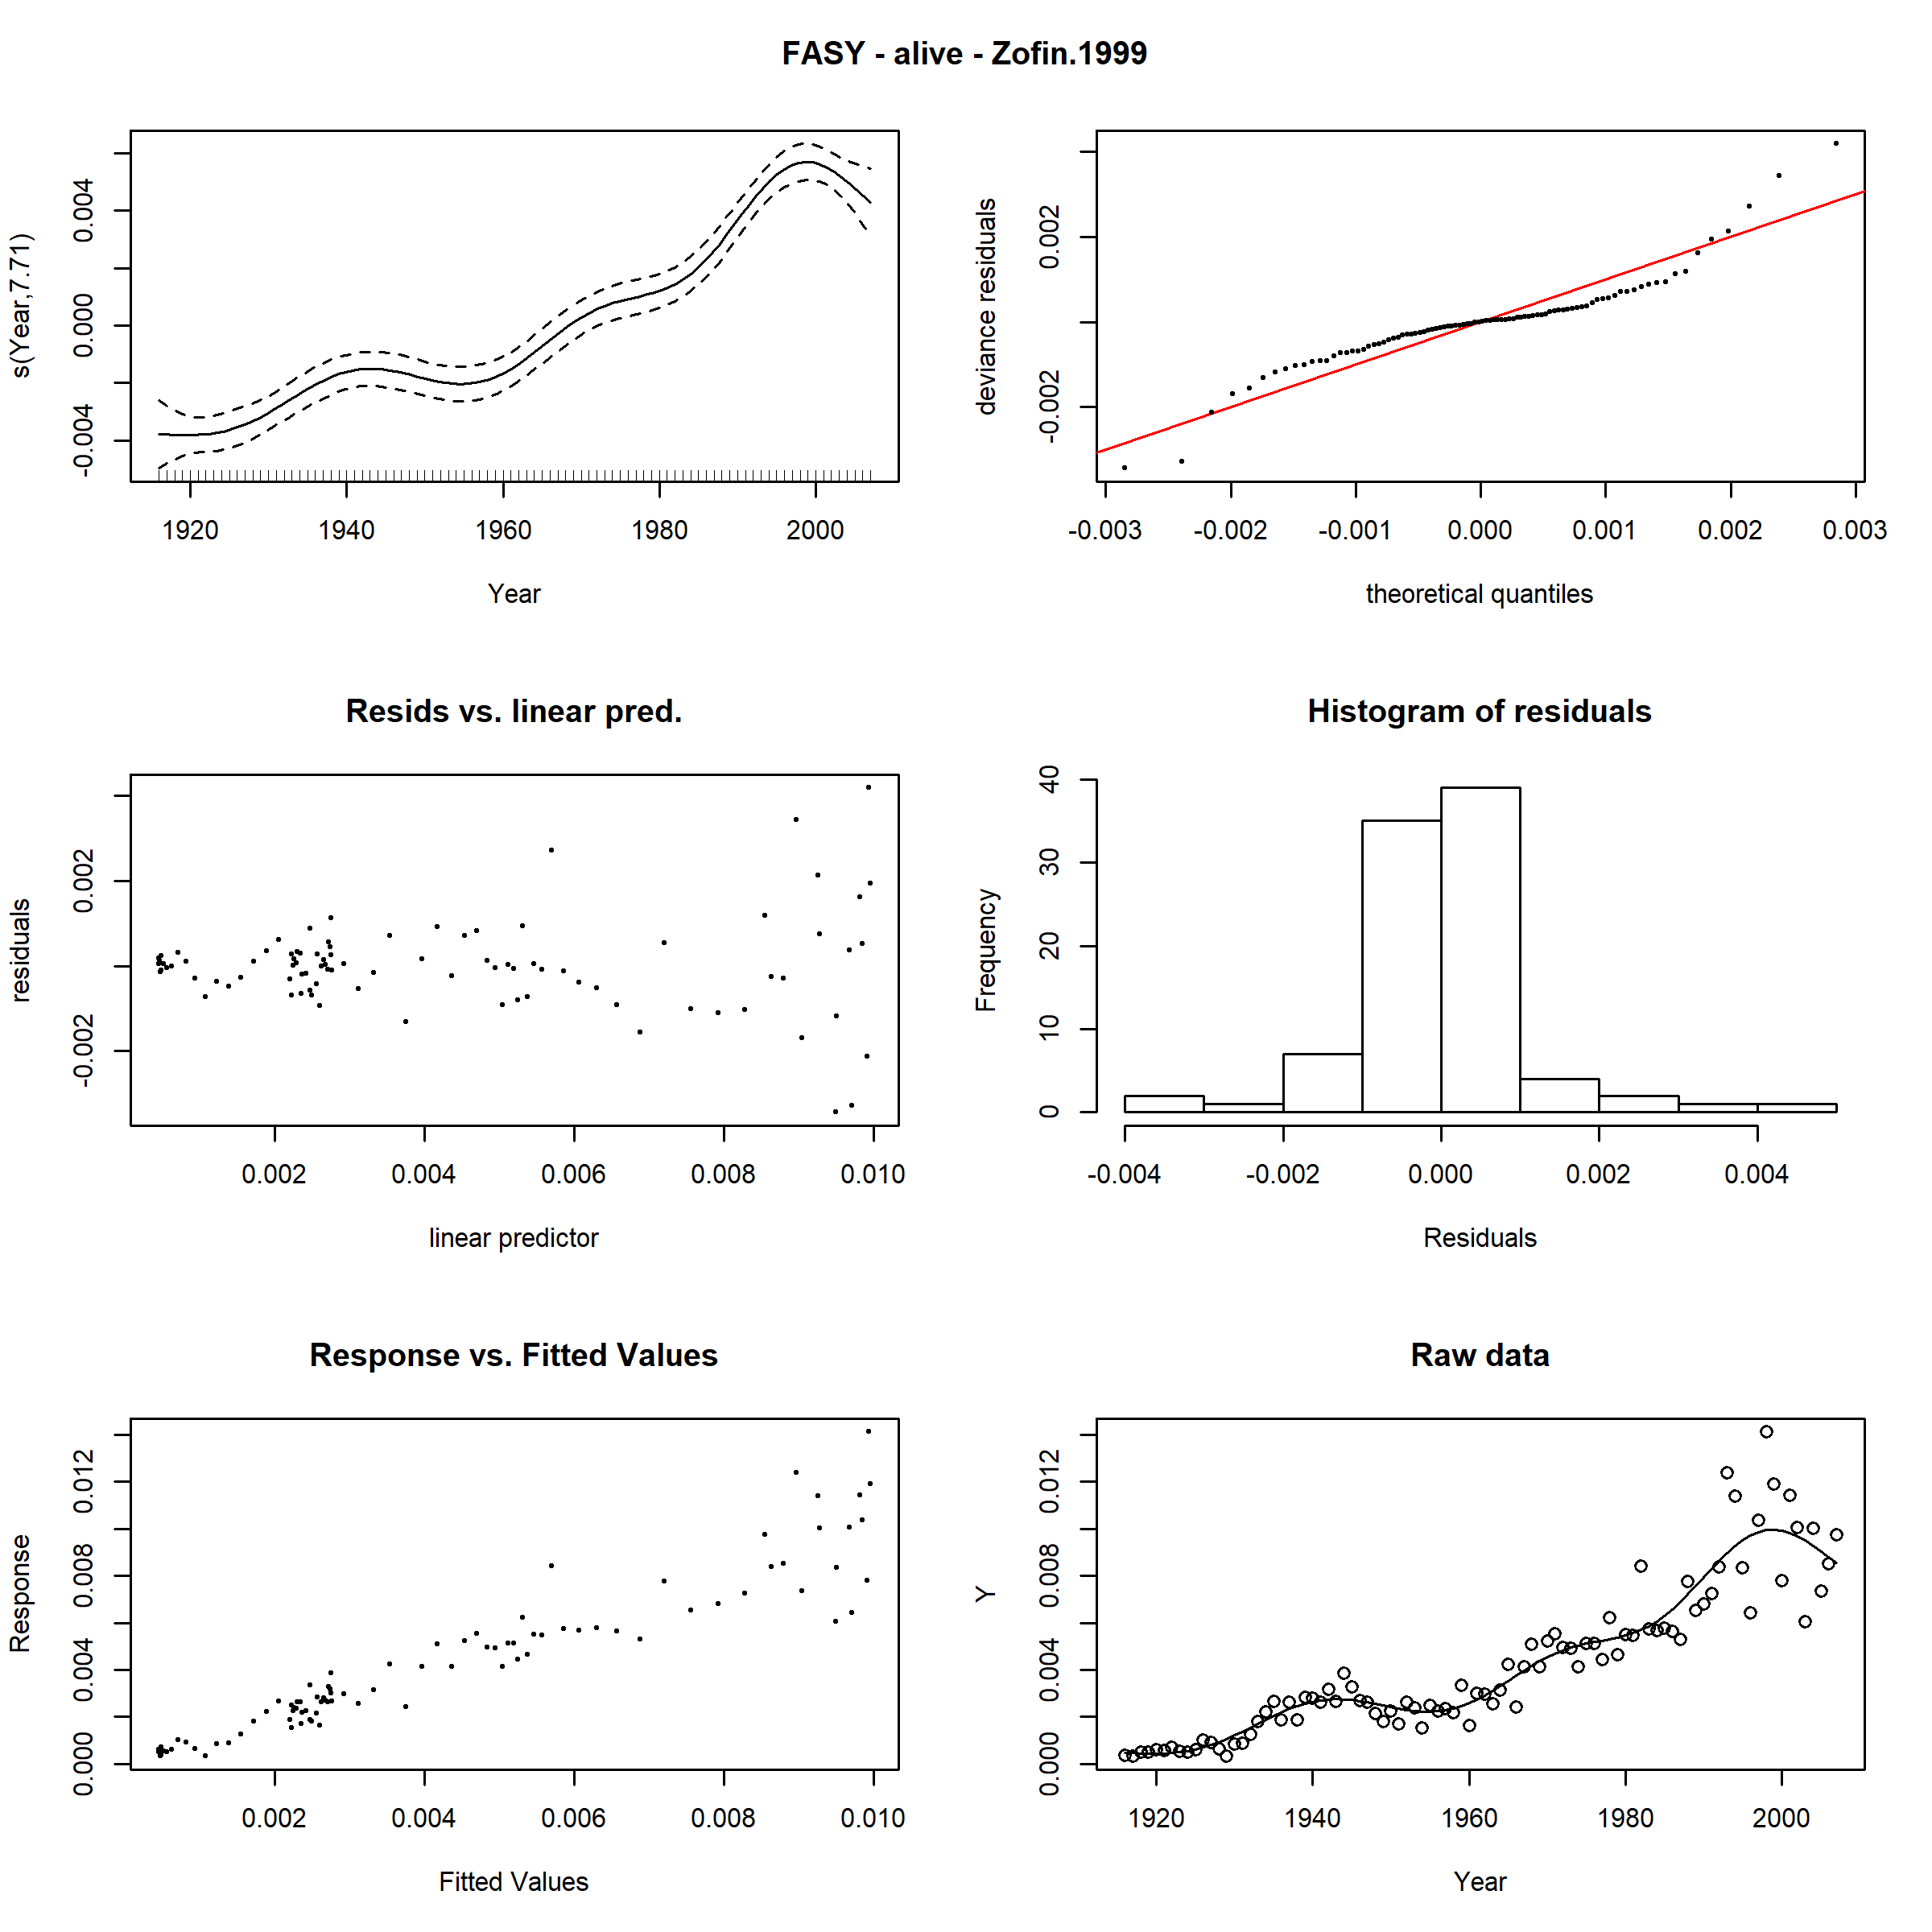 FASY - alive - Zofin.1999
s(Year,7.71)
-0.004 0.000 0.004
1920 1940 1960 1980 2000
Year
deviance residuals
-0.002 0.002
-0.003 -0.002 -0.001 0.000 0.001 0.002 0.003
theoretical quantiles
Resids vs. linear pred.
residuals
-0.002 0.002
0.002 0.004 0.006 0.008 0.010
linear predictor
Histogram of residuals
Frequency
0 10 20 30 40
-0.004 -0.002 0.000 0.002 0.004
Residuals
Response vs. Fitted Values
Response
0.000 0.004 0.008 0.012
0.002 0.004 0.006 0.008 0.010
Fitted Values
Raw data
Y
0.000 0.004 0.008 0.012
1920 1940 1960 1980 2000
Year